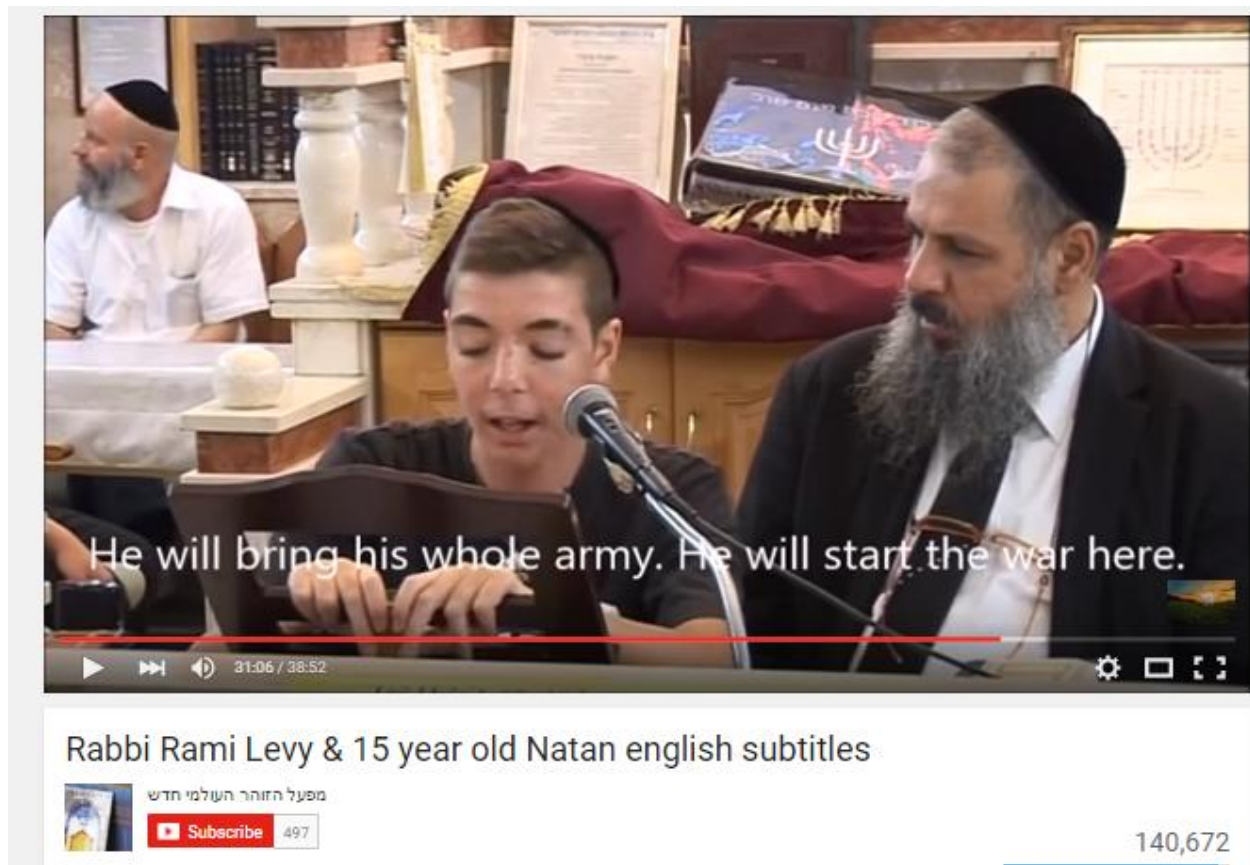 He will bring his whole army. He will start the war here.
31:06 / 38:52
Rabbi Rami Levy & 15 year old Natan english subtitles
מפעל הזוהר העולמי חדש
Subscribe 497
140,672